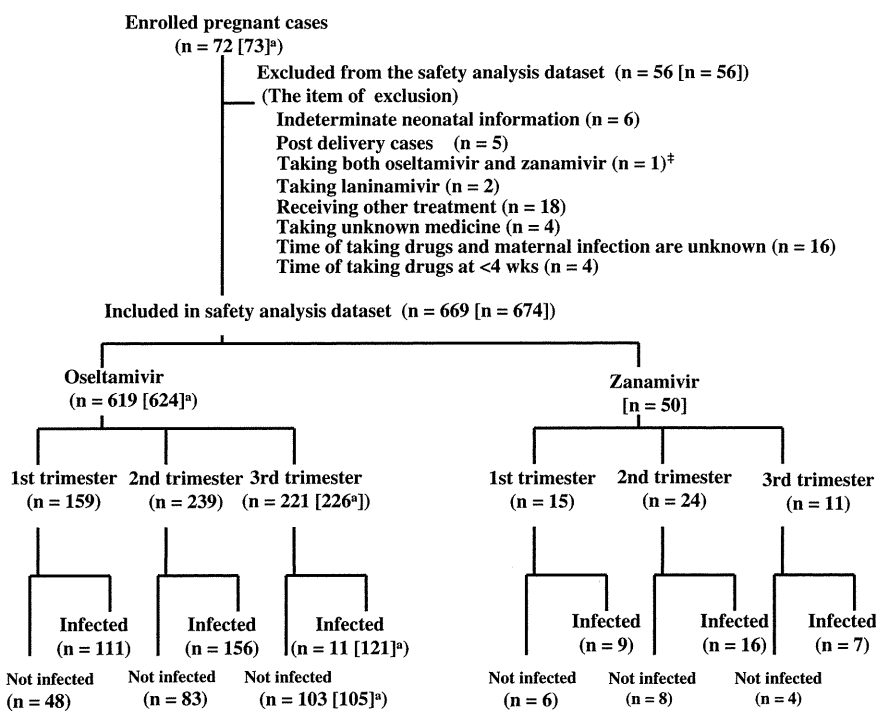 Enrolled pregnant cases
(n = 72 [73]ᵃ)
Excluded from the safety analysis dataset (n = 56 [n = 56])
(The item of exclusion)
Indeterminate neonatal information (n = 6)
Post delivery cases (n = 5)
Taking both oseltamivir and zanamivir (n = 1)‡
Taking laninamivir (n = 2)
Receiving other treatment (n = 18)
Taking unknown medicine (n = 4)
Time of taking drugs and maternal infection are unknown (n = 16)
Time of taking drugs at <4 wks (n = 4)
Included in safety analysis dataset (n = 669 [n = 674])
Oseltamivir
(n = 619 [624]ᵃ)
Zanamivir
[n = 50]
1st trimester
(n = 159)
2nd trimester
(n = 239)
3rd trimester
(n = 221 [226ᵃ])
1st trimester
(n = 15)
2nd trimester
(n = 24)
3rd trimester
(n = 11)
Infected
(n = 111)
Infected
(n = 156)
Infected
(n = 11 [121]ᵃ)
Infected
(n = 9)
Infected
(n = 16)
Infected
(n = 7)
Not infected
(n = 48)
Not infected
(n = 83)
Not infected
(n = 103 [105]ᵃ)
Not infected
(n = 6)
Not infected
(n = 8)
Not infected
(n = 4)